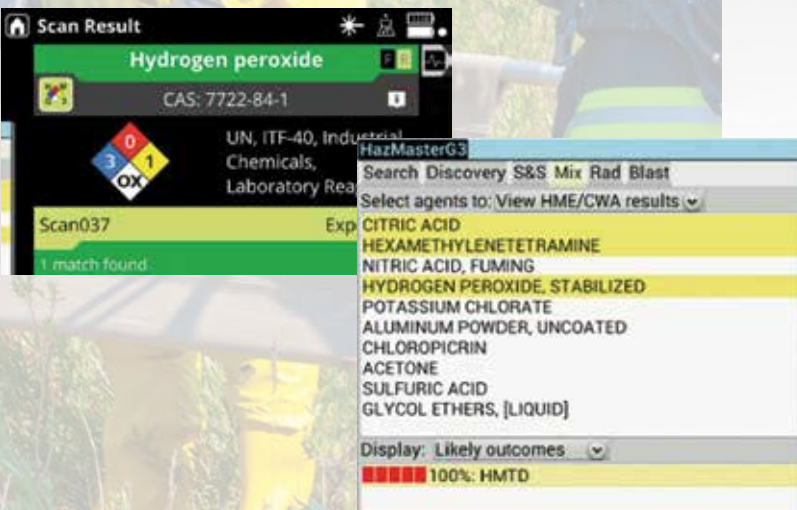 Scan Result
Hydrogen peroxide
F R
CAS: 7722-84-1
0
3 1
OX
UN, ITF-40, Industrial
Chemicals,
Laboratory Rea
Scan037 Exp
1 match found
HazMasterG3
Search Discovery S&S Mix Rad Blast
Select agents to: View HME/CWA results
CITRIC ACID
HEXAMETHYLENETETRAMINE
NITRIC ACID, FUMING
HYDROGEN PEROXIDE, STABILIZED
POTASSIUM CHLORATE
ALUMINUM POWDER, UNCOATED
CHLOROPICRIN
ACETONE
SULFURIC ACID
GLYCOL ETHERS, [LIQUID]
Display: Likely outcomes
100%: HMTD